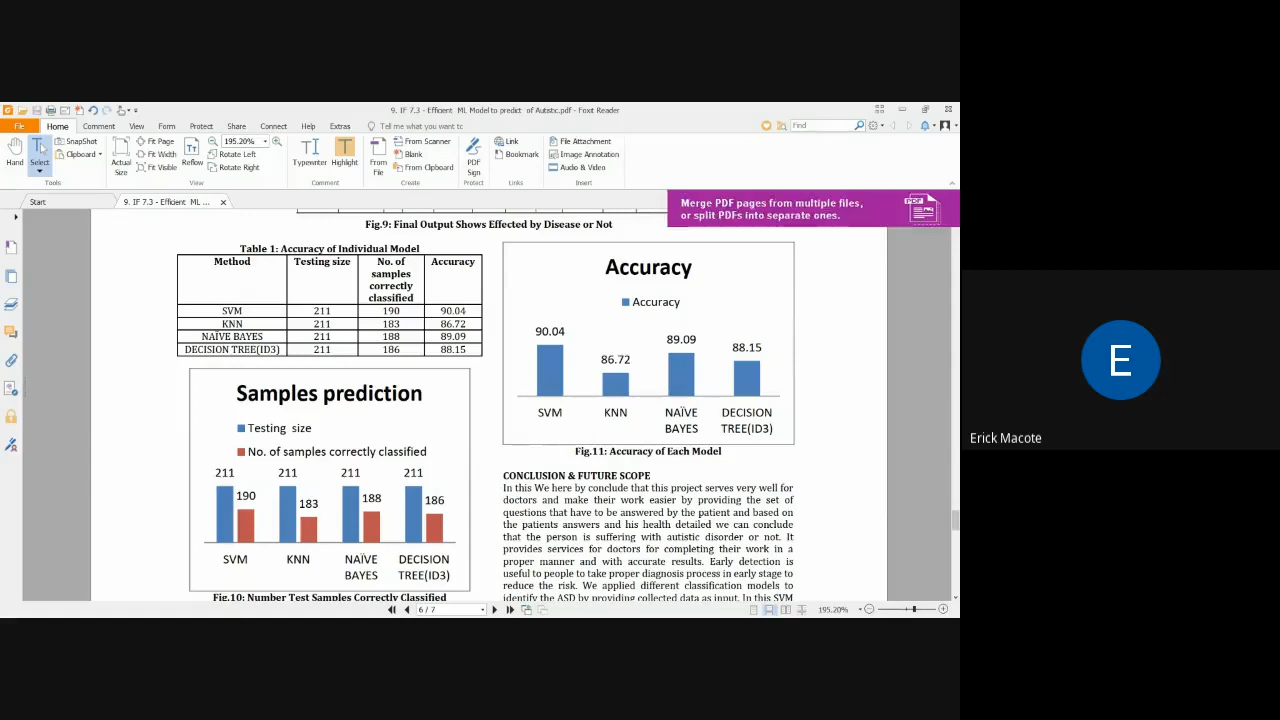 9. IF 7.3 - Efficient ML Model to predict of Autistc.pdf - Foxit Reader
File Home Comment View Form Protect Share Connect Help Extras Tell me what you want to Find
Hand
Select
SnapShot
Clipboard
Tools
Actual Size
Fit Page
Fit Width
Fit Visible
Reflow
195.20%
Rotate Left
Rotate Right
View
Typewriter
Highlight
Comment
From File
From Scanner
Blank
From Clipboard
Create
PDF Sign
Protect
Link
Bookmark
Links
File Attachment
Image Annotation
Audio & Video
Insert
Start
9. IF 7.3 - Efficient ML ...
Merge PDF pages from multiple files,
or split PDFs into separate ones.
Fig.9: Final Output Shows Effected by Disease or Not
Table 1: Accuracy of Individual Model
Method Testing size No. of samples correctly classified Accuracy
SVM 211 190 90.04
KNN 211 183 86.72
NAÏVE BAYES 211 188 89.09
DECISION TREE(ID3) 211 186 88.15
Samples prediction
Testing size
No. of samples correctly classified
211 190 211 183 211 188 211 186
SVM KNN NAÏVE BAYES DECISION TREE(ID3)
Fig.10: Number Test Samples Correctly Classified
Accuracy
Accuracy
90.04 86.72 89.09 88.15
SVM KNN NAÏVE BAYES DECISION TREE(ID3)
Fig.11: Accuracy of Each Model
CONCLUSION & FUTURE SCOPE
In this We here by conclude that this project serves very well for
doctors and make their work easier by providing the set of
questions that have to be answered by the patient and based on
the patients answers and his health detailed we can conclude
that the person is suffering with autistic disorder or not. It
provides services for doctors for completing their work in a
proper manner and with accurate results. Early detection is
useful to people to take proper diagnosis process in early stage to
reduce the risk. We applied different classification models to
identify the ASD by providing collected data as input. In this SVM
6 / 7
195.20%
E
Erick Macote